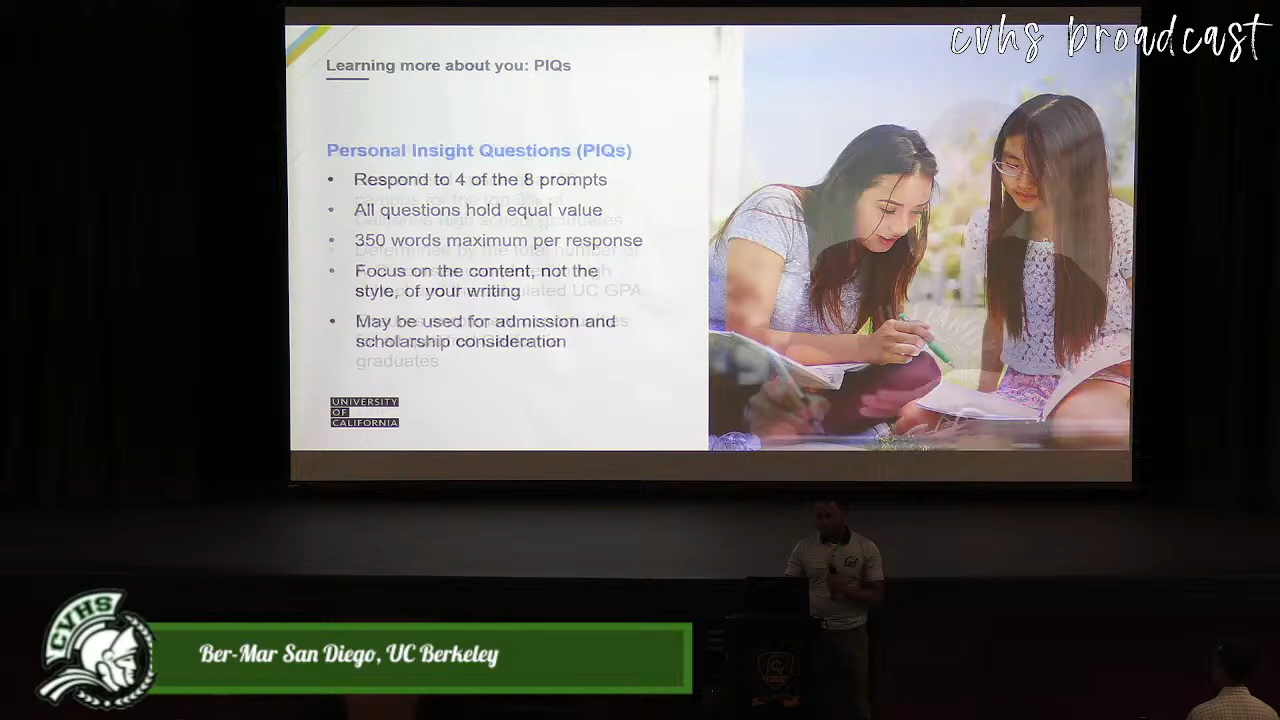 cvhs broadcast
Learning more about you: PIQs
Personal Insight Questions (PIQs)
• Respond to 4 of the 8 prompts
• All questions hold equal value
• 350 words maximum per response
• Focus on the content, not the
style, of your writing
• May be used for admission and
scholarship consideration
graduates
UNIVERSITY
OF
CALIFORNIA
Cal
CVHS
Ber-Mar San Diego, UC Berkeley